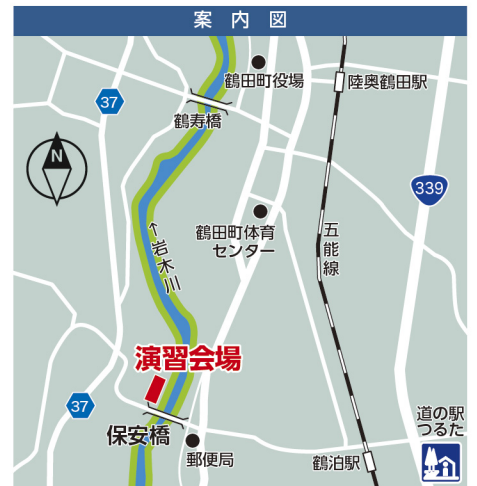 案内図
鶴田町役場
陸奥鶴田駅
37
鶴寿橋
N
339
鶴田町体育
センター
五能線
↑岩木川
演習会場
37
保安橋
道の駅
つるた
郵便局
鶴泊駅